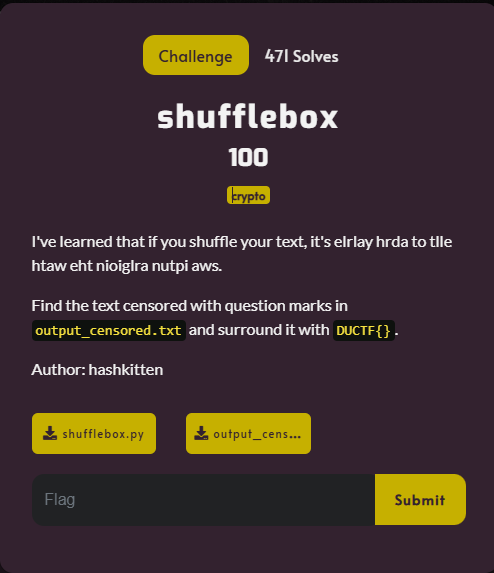 Challenge 471 Solves
shufflebox
100
crypto
I've learned that if you shuffle your text, it's elrlay hrda to tlle
htaw eht nioiglra nutpi aws.
Find the text censored with question marks in
output_censored.txt and surround it with DUCTF{}.
Author: hashkitten
shufflebox.py output_cens...
Flag Submit